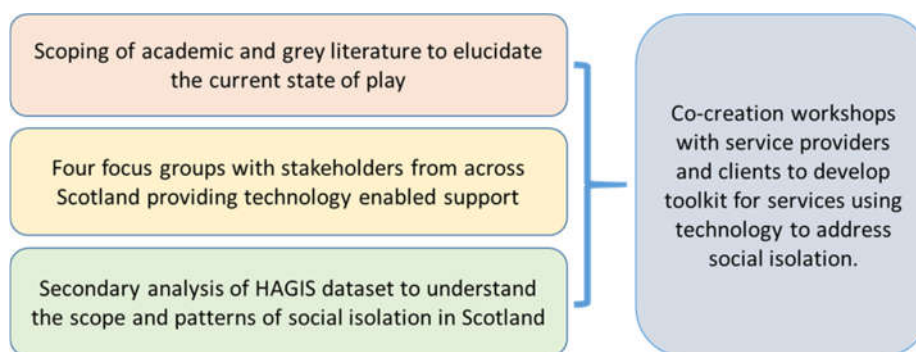 Scoping of academic and grey literature to elucidate
the current state of play
Four focus groups with stakeholders from across
Scotland providing technology enabled support
Secondary analysis of HAGIS dataset to understand
the scope and patterns of social isolation in Scotland
Co-creation workshops
with service providers
and clients to develop
toolkit for services using
technology to address
social isolation.